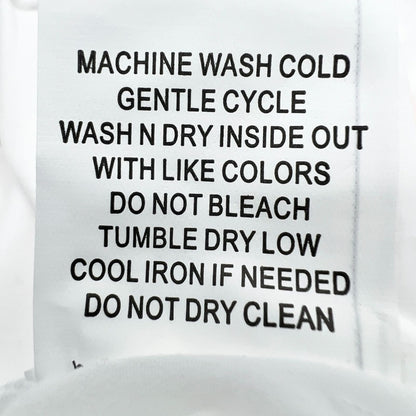 MACHINE WASH COLD
GENTLE CYCLE
WASH N DRY INSIDE OUT
WITH LIKE COLORS
DO NOT BLEACH
TUMBLE DRY LOW
COOL IRON IF NEEDED
DO NOT DRY CLEAN